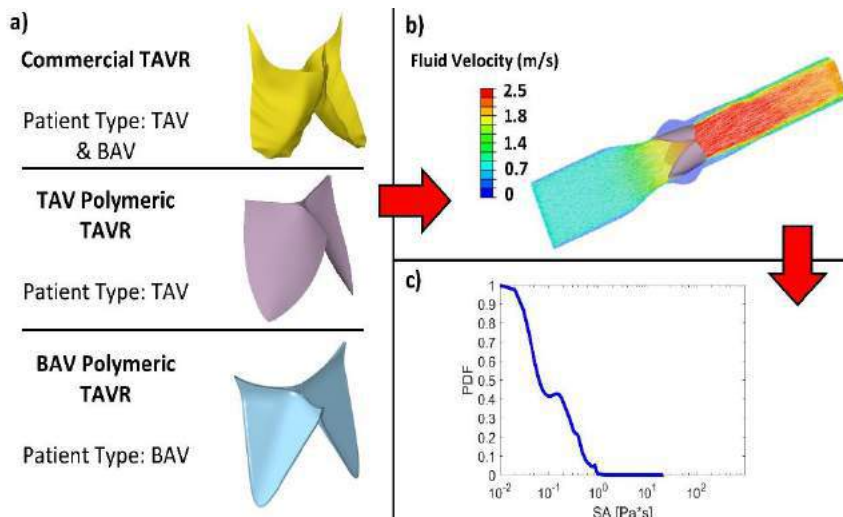 a)
Commercial TAVR
Patient Type: TAV
& BAV
TAV Polymeric
TAVR
Patient Type: TAV
BAV Polymeric
TAVR
Patient Type: BAV
b)
Fluid Velocity (m/s)
2.5
1.8
1.4
0.7
0
c)
1
0.9
0.8
0.7
0.6
0.5
0.4
0.3
0.2
0.1
0
PDF
10⁻² 10⁻¹ 10⁰ 10¹ 10²
SA [Pa*s]